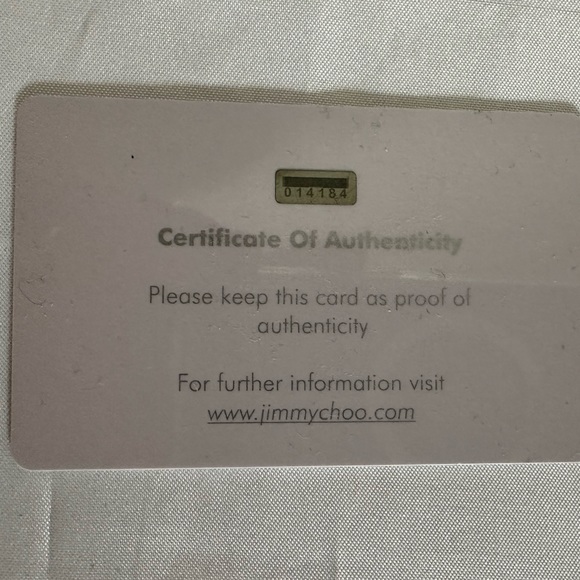 014184
Certificate Of Authenticity
Please keep this card as proof of
authenticity
For further information visit
www.jimmychoo.com